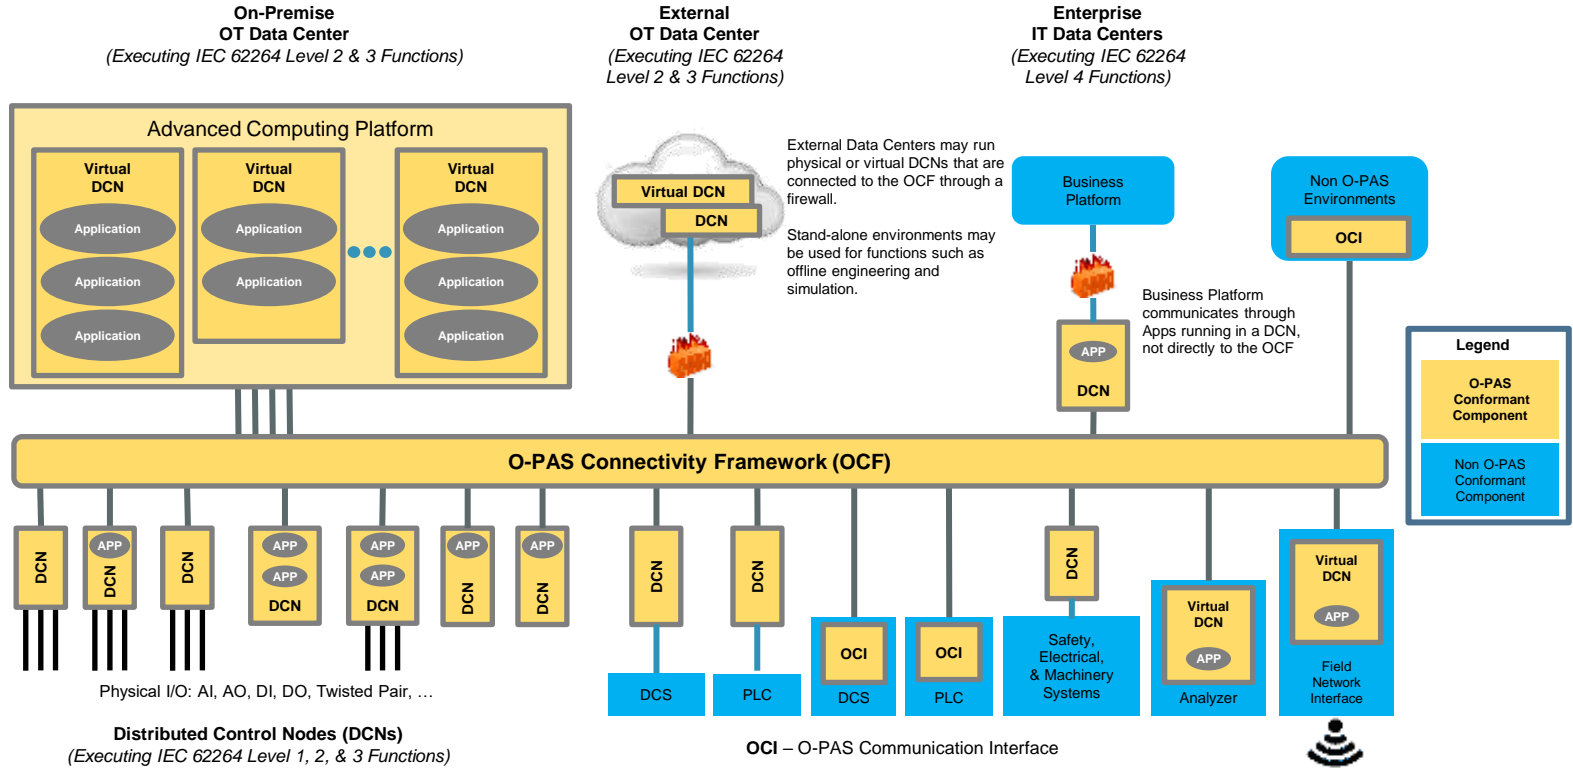 On-Premise
OT Data Center
(Executing IEC 62264 Level 2 & 3 Functions)
External
OT Data Center
(Executing IEC 62264
Level 2 & 3 Functions)
Enterprise
IT Data Centers
(Executing IEC 62264
Level 4 Functions)
Advanced Computing Platform
Virtual
DCN
Application
Application
Application
Virtual
DCN
Application
Application
Virtual
DCN
Application
Application
Application
Virtual DCN
DCN
External Data Centers may run
physical or virtual DCNs that are
connected to the OCF through a
firewall.
Stand-alone environments may
be used for functions such as
offline engineering and
simulation.
Business
Platform
APP
DCN
Business Platform
communicates through
Apps running in a DCN,
not directly to the OCF
Non O-PAS
Environments
OCI
Legend
O-PAS
Conformant
Component
Non O-PAS
Conformant
Component
O-PAS Connectivity Framework (OCF)
DCN
APP
DCN
DCN
APP
APP
DCN
APP
APP
DCN
APP
DCN
APP
DCN
DCN
DCS
DCN
PLC
OCI
DCS
OCI
PLC
DCN
Safety,
Electrical,
& Machinery
Systems
Virtual
DCN
APP
Analyzer
Virtual
DCN
APP
Field
Network
Interface
Physical I/O: AI, AO, DI, DO, Twisted Pair, …
Distributed Control Nodes (DCNs)
(Executing IEC 62264 Level 1, 2, & 3 Functions)
OCI – O-PAS Communication Interface